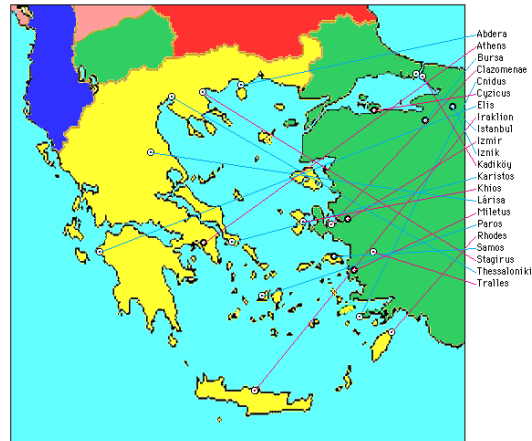 Abdera
Athens
Bursa
Clazomenae
Cnidus
Cyzicus
Elis
Iraklion
Istanbul
Izmir
Iznik
Kadiköy
Karistos
Khios
Lárisa
Miletus
Paros
Rhodes
Samos
Stagirus
Thessaloniki
Tralles